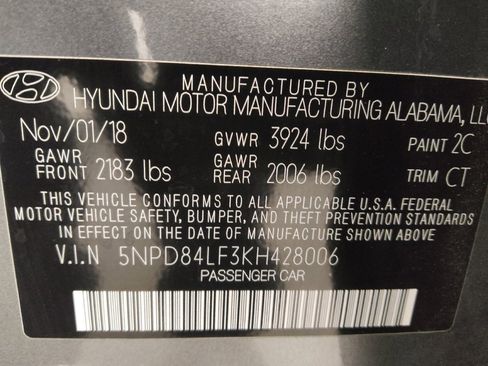 MANUFACTURED BY
HYUNDAI MOTOR MANUFACTURING ALABAMA, LLC
Nov/01/18 GVWR 3924 lbs PAINT 2C
GAWR FRONT 2183 lbs GAWR REAR 2006 lbs TRIM CT
THIS VEHICLE CONFORMS TO ALL APPLICABLE U.S.A. FEDERAL
MOTOR VEHICLE SAFETY, BUMPER, AND THEFT PREVENTION STANDARDS
IN EFFECT ON THE DATE OF MANUFACTURE SHOWN ABOVE
V.I.N 5NPD84LF3KH428006
PASSENGER CAR